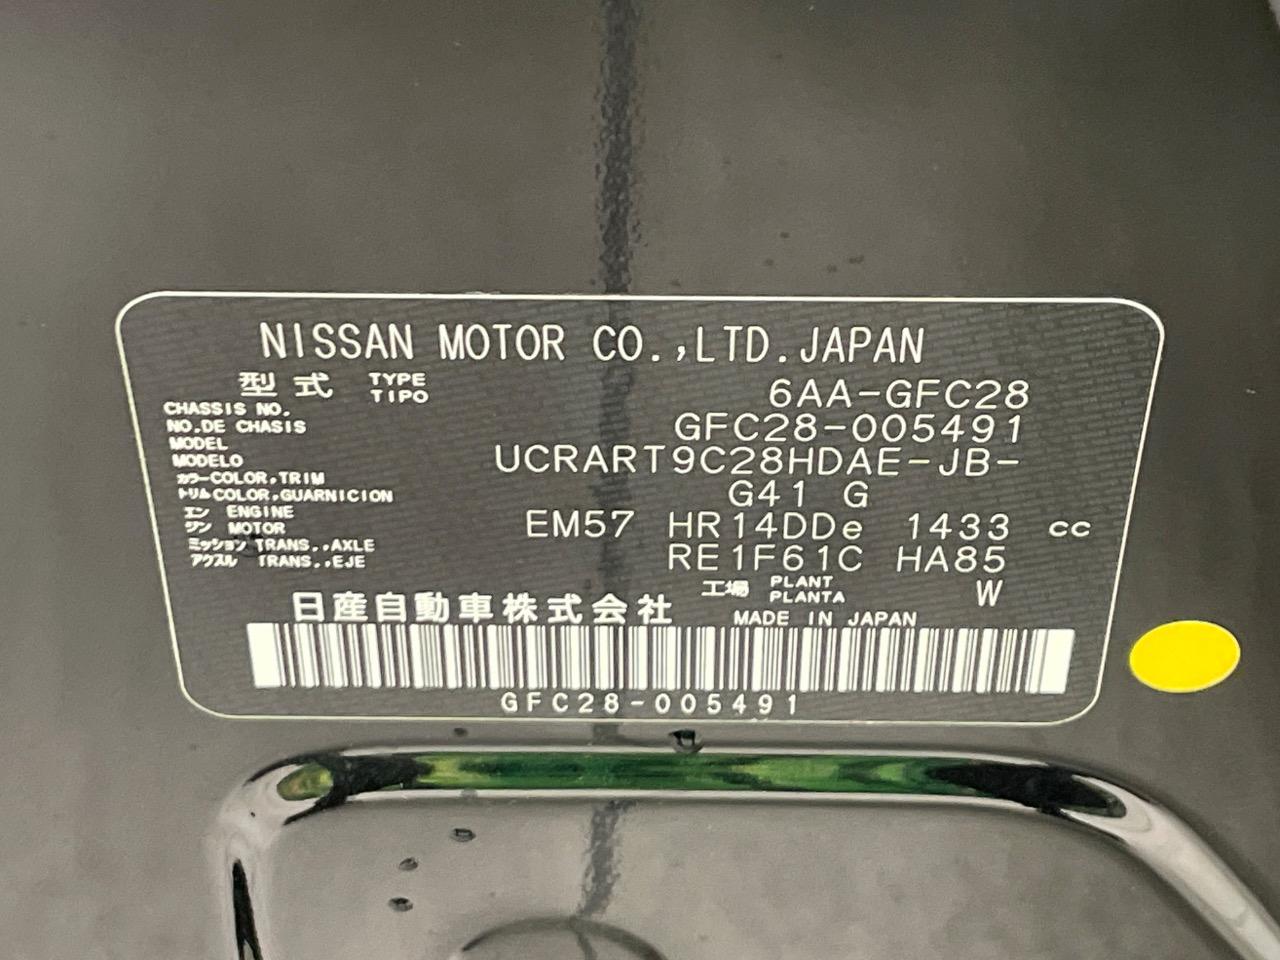 NISSAN MOTOR CO.,LTD.JAPAN
型式 TYPE TIPO 6AA-GFC28
CHASSIS NO. NO.DE CHASIS GFC28-005491
MODEL MODELO UCRART9C28HDAE-JB-
カラー COLOR,TRIM トリム COLOR,GUARNICION G41 G
エンジン ENGINE MOTOR EM57 HR14DDe 1433 cc
ミッション TRANS.,AXLE アクスル TRANS.,EJE RE1F61C HA85
工場 PLANT PLANTA W
日産自動車株式会社 MADE IN JAPAN
GFC28-005491